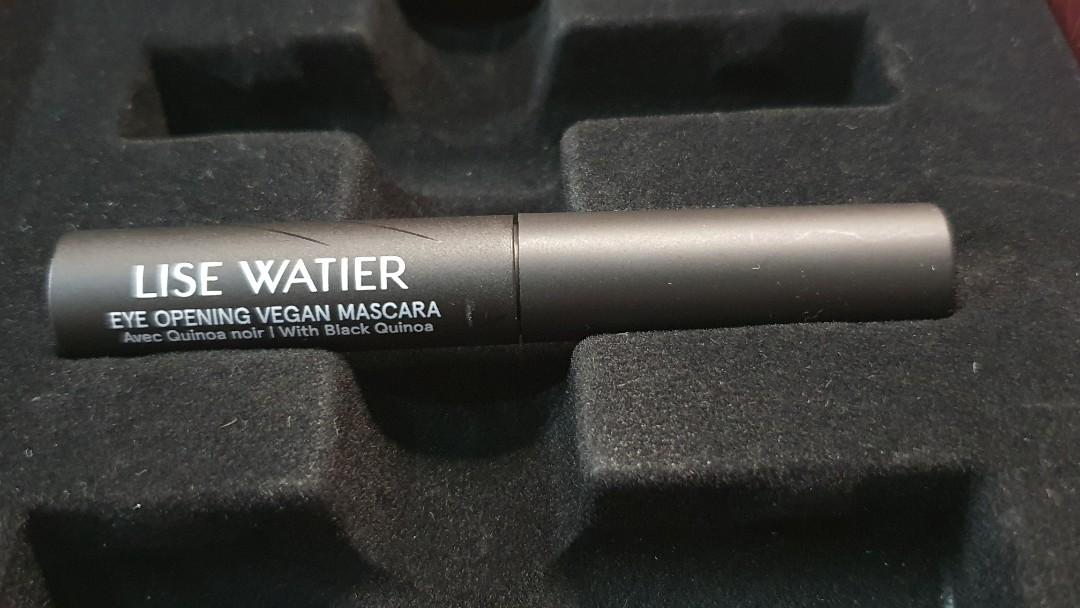 LISE WATIER
EYE OPENING VEGAN MASCARA
Avec Quinoa noir | With Black Quinoa